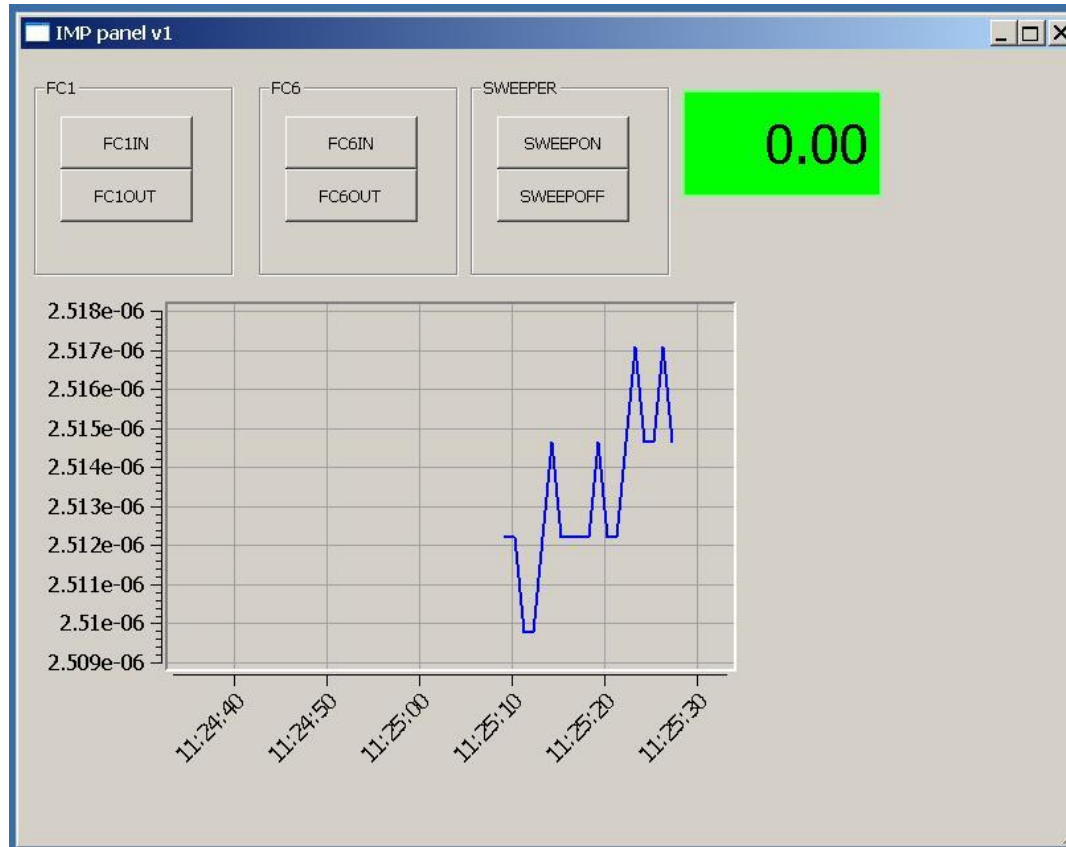 IMP panel v1
FC1
FC6
SWEEPER
FC1IN
FC6IN
SWEEPON
0.00
FC1OUT
FC6OUT
SWEEPOFF
2.518e-06
2.517e-06
2.516e-06
2.515e-06
2.514e-06
2.513e-06
2.512e-06
2.511e-06
2.51e-06
2.509e-06
11:24:40
11:24:50
11:25:00
11:25:10
11:25:20
11:25:30